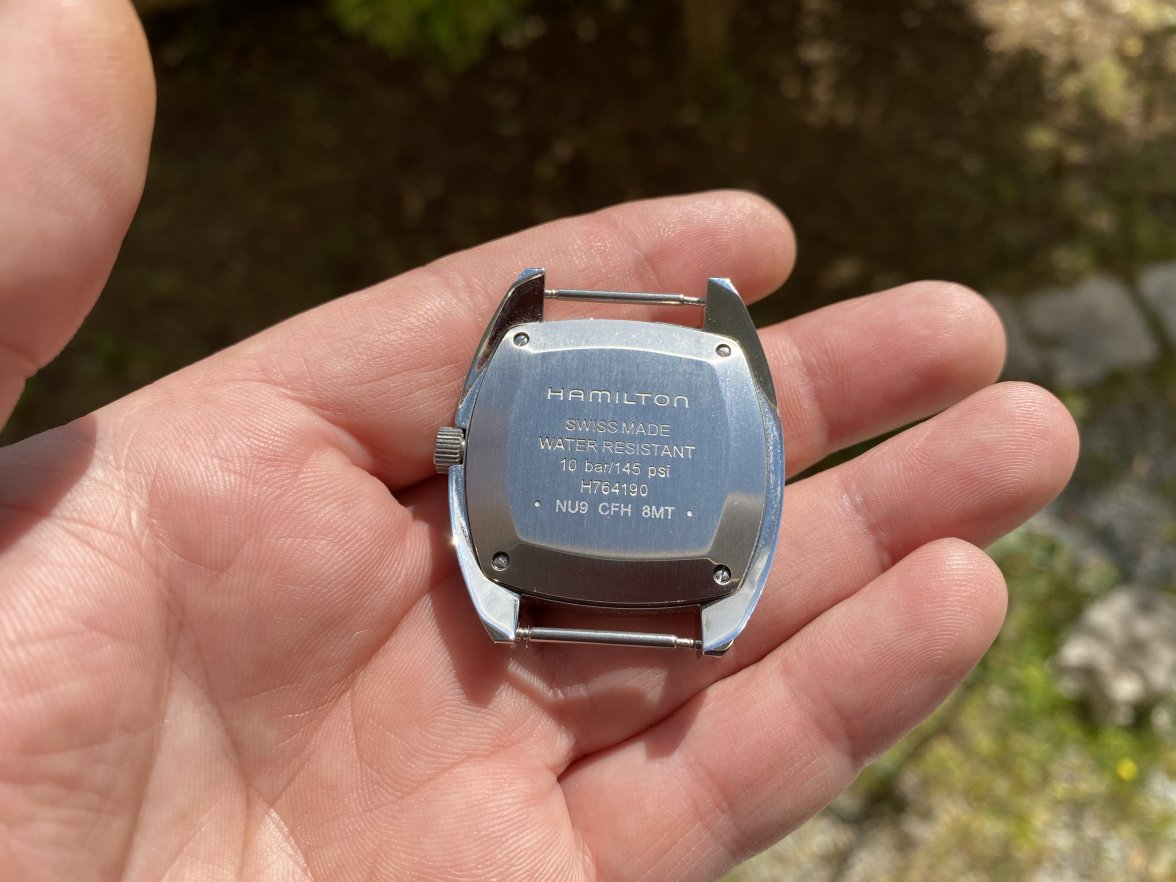 HAMILTON
SWISS MADE
WATER RESISTANT
10 bar/145 psi
H764190
• NU9 CFH 8MT •